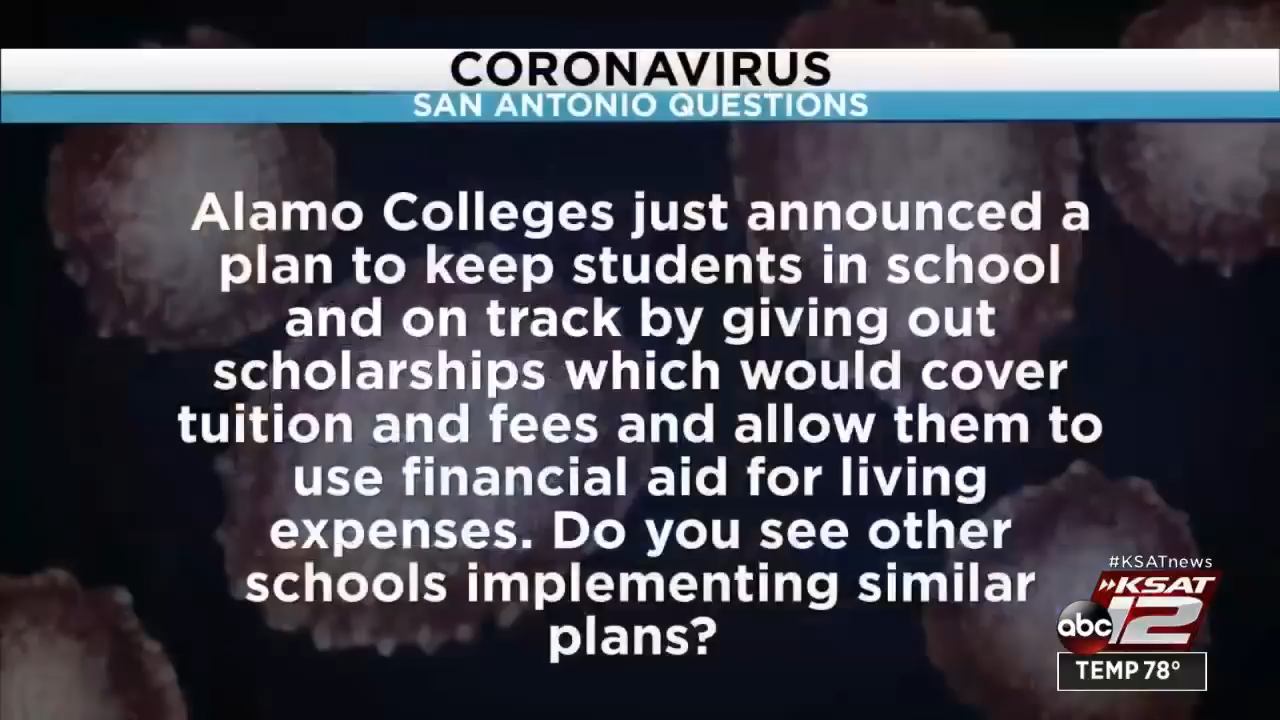 CORONAVIRUS
SAN ANTONIO QUESTIONS
Alamo Colleges just announced a
plan to keep students in school
and on track by giving out
scholarships which would cover
tuition and fees and allow them to
use financial aid for living
expenses. Do you see other
schools implementing similar
plans?
#KSATnews
KSAT
abc 12
TEMP 78°